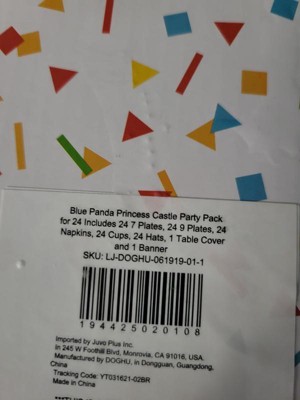 Blue Panda Princess Castle Party Pack
for 24 Includes 24 7 Plates, 24 9 Plates, 24
Napkins, 24 Cups, 24 Hats, 1 Table Cover
and 1 Banner
SKU: LJ-DOGHU-061919-01-1
194425020108
Imported by Juvo Plus Inc.
in 245 W Foothill Blvd, Monrovia, CA 91016, USA.
Manufactured by DOGHU, in Dongguan, Guangdong,
China
Tracking Code: YT031621-02BR
Made in China